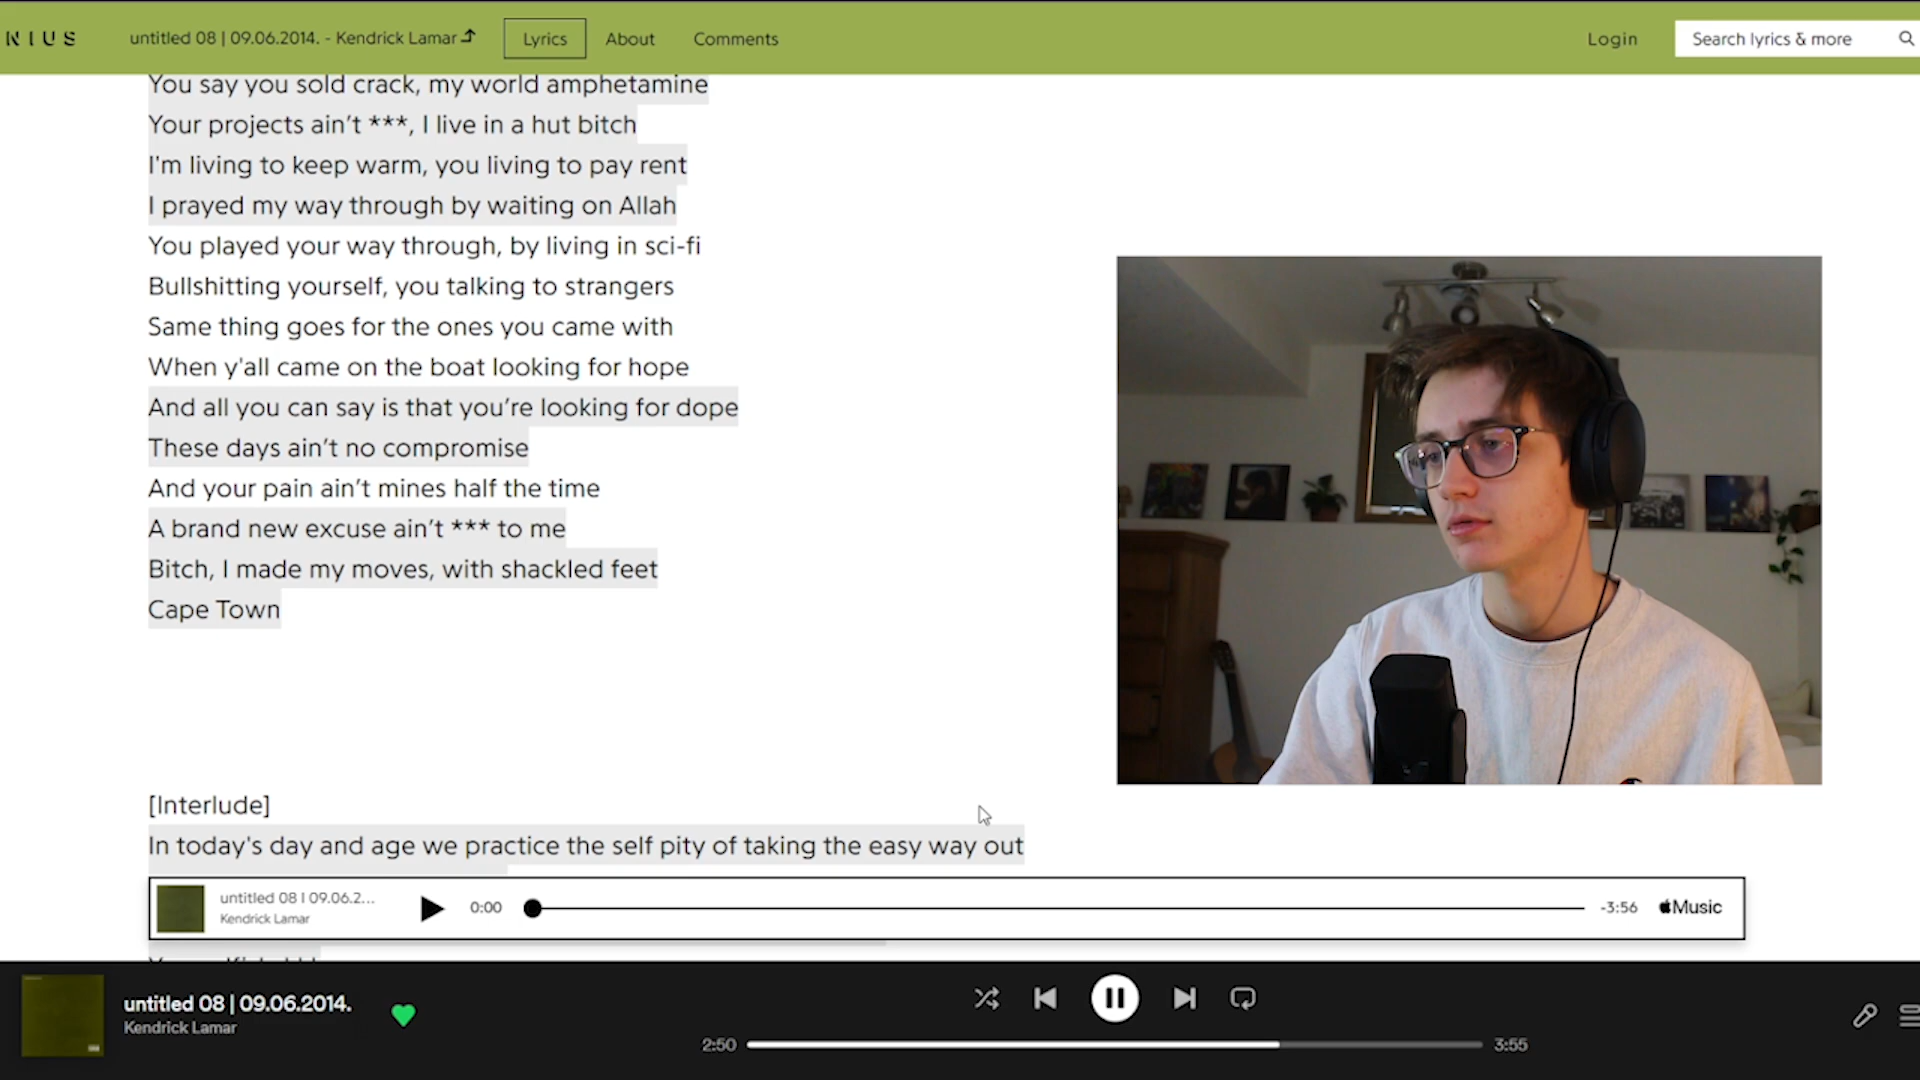 NIUS
untitled 08 | 09.06.2014. - Kendrick Lamar
Lyrics
About
Comments
Login
Search lyrics & more
You say you sold crack, my world amphetamine
Your projects ain’t ***, I live in a hut bitch
I'm living to keep warm, you living to pay rent
I prayed my way through by waiting on Allah
You played your way through, by living in sci-fi
Bullshitting yourself, you talking to strangers
Same thing goes for the ones you came with
When y'all came on the boat looking for hope
And all you can say is that you’re looking for dope
These days ain’t no compromise
And your pain ain’t mines half the time
A brand new excuse ain’t *** to me
Bitch, I made my moves, with shackled feet
Cape Town
[Interlude]
In today's day and age we practice the self pity of taking the easy way out
untitled 08 | 09.06.2...
Kendrick Lamar
0:00
-3:56
Music
untitled 08 | 09.06.2014.
Kendrick Lamar
2:50
3:55